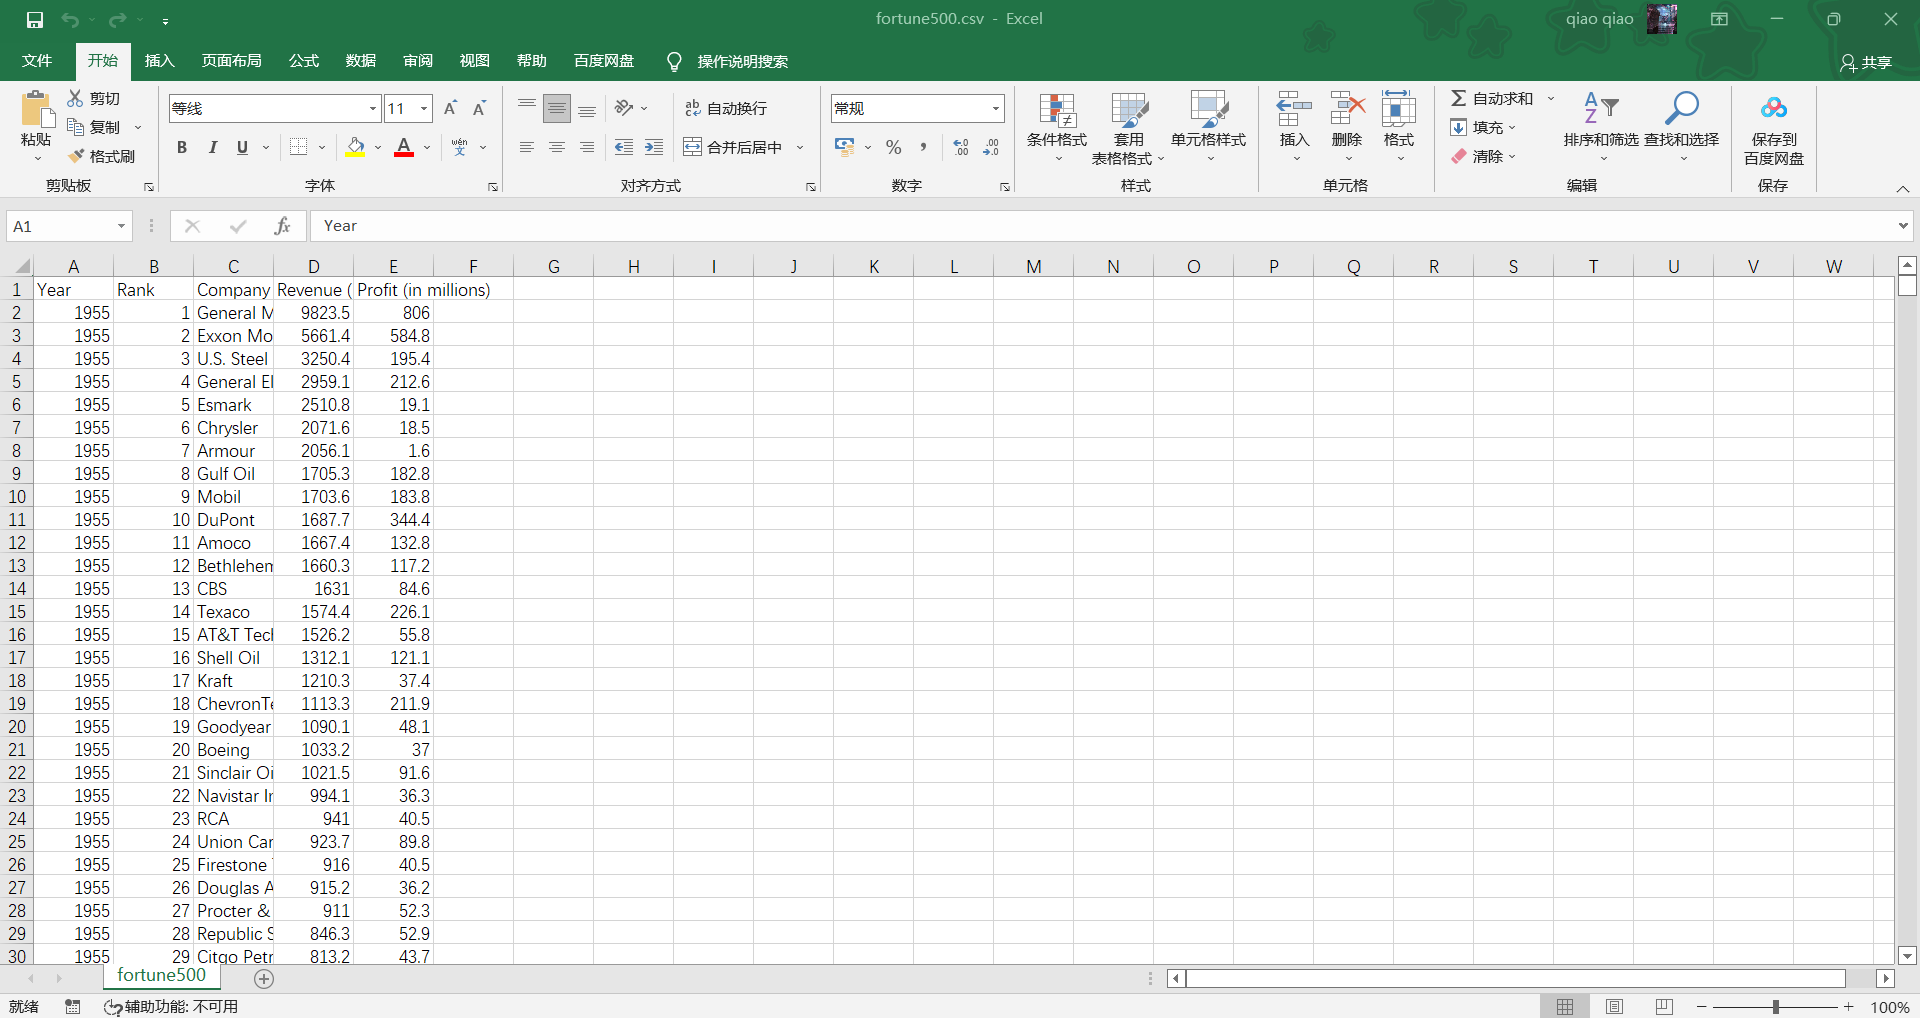 fortune500.csv - Excel
qiao qiao
文件 开始 插入 页面布局 公式 数据 审阅 视图 帮助 百度网盘 操作说明搜索 共享
粘贴 剪切 复制 格式刷 剪贴板
等线 11 B I U A wén 文 字体
ab 自动换行 合并后居中 对齐方式
常规 % 数字
条件格式 套用 表格格式 单元格样式 样式
插入 删除 格式 单元格
自动求和 填充 清除 排序和筛选 查找和选择 编辑
保存到 百度网盘 保存
A1 fx Year
A B C D E F G H I J K L M N O P Q R S T U V W
1 Year Rank Company Revenue ( Profit (in millions)
2 1955 1 General M 9823.5 806
3 1955 2 Exxon Mo 5661.4 584.8
4 1955 3 U.S. Steel 3250.4 195.4
5 1955 4 General El 2959.1 212.6
6 1955 5 Esmark 2510.8 19.1
7 1955 6 Chrysler 2071.6 18.5
8 1955 7 Armour 2056.1 1.6
9 1955 8 Gulf Oil 1705.3 182.8
10 1955 9 Mobil 1703.6 183.8
11 1955 10 DuPont 1687.7 344.4
12 1955 11 Amoco 1667.4 132.8
13 1955 12 Bethlehem 1660.3 117.2
14 1955 13 CBS 1631 84.6
15 1955 14 Texaco 1574.4 226.1
16 1955 15 AT&T Tech 1526.2 55.8
17 1955 16 Shell Oil 1312.1 121.1
18 1955 17 Kraft 1210.3 37.4
19 1955 18 ChevronTe 1113.3 211.9
20 1955 19 Goodyear 1090.1 48.1
21 1955 20 Boeing 1033.2 37
22 1955 21 Sinclair Oi 1021.5 91.6
23 1955 22 Navistar In 994.1 36.3
24 1955 23 RCA 941 40.5
25 1955 24 Union Car 923.7 89.8
26 1955 25 Firestone 916 40.5
27 1955 26 Douglas A 915.2 36.2
28 1955 27 Procter & 911 52.3
29 1955 28 Republic S 846.3 52.9
30 1955 29 Citgo Petr 813.2 43.7
fortune500
就绪 辅助功能: 不可用 100%